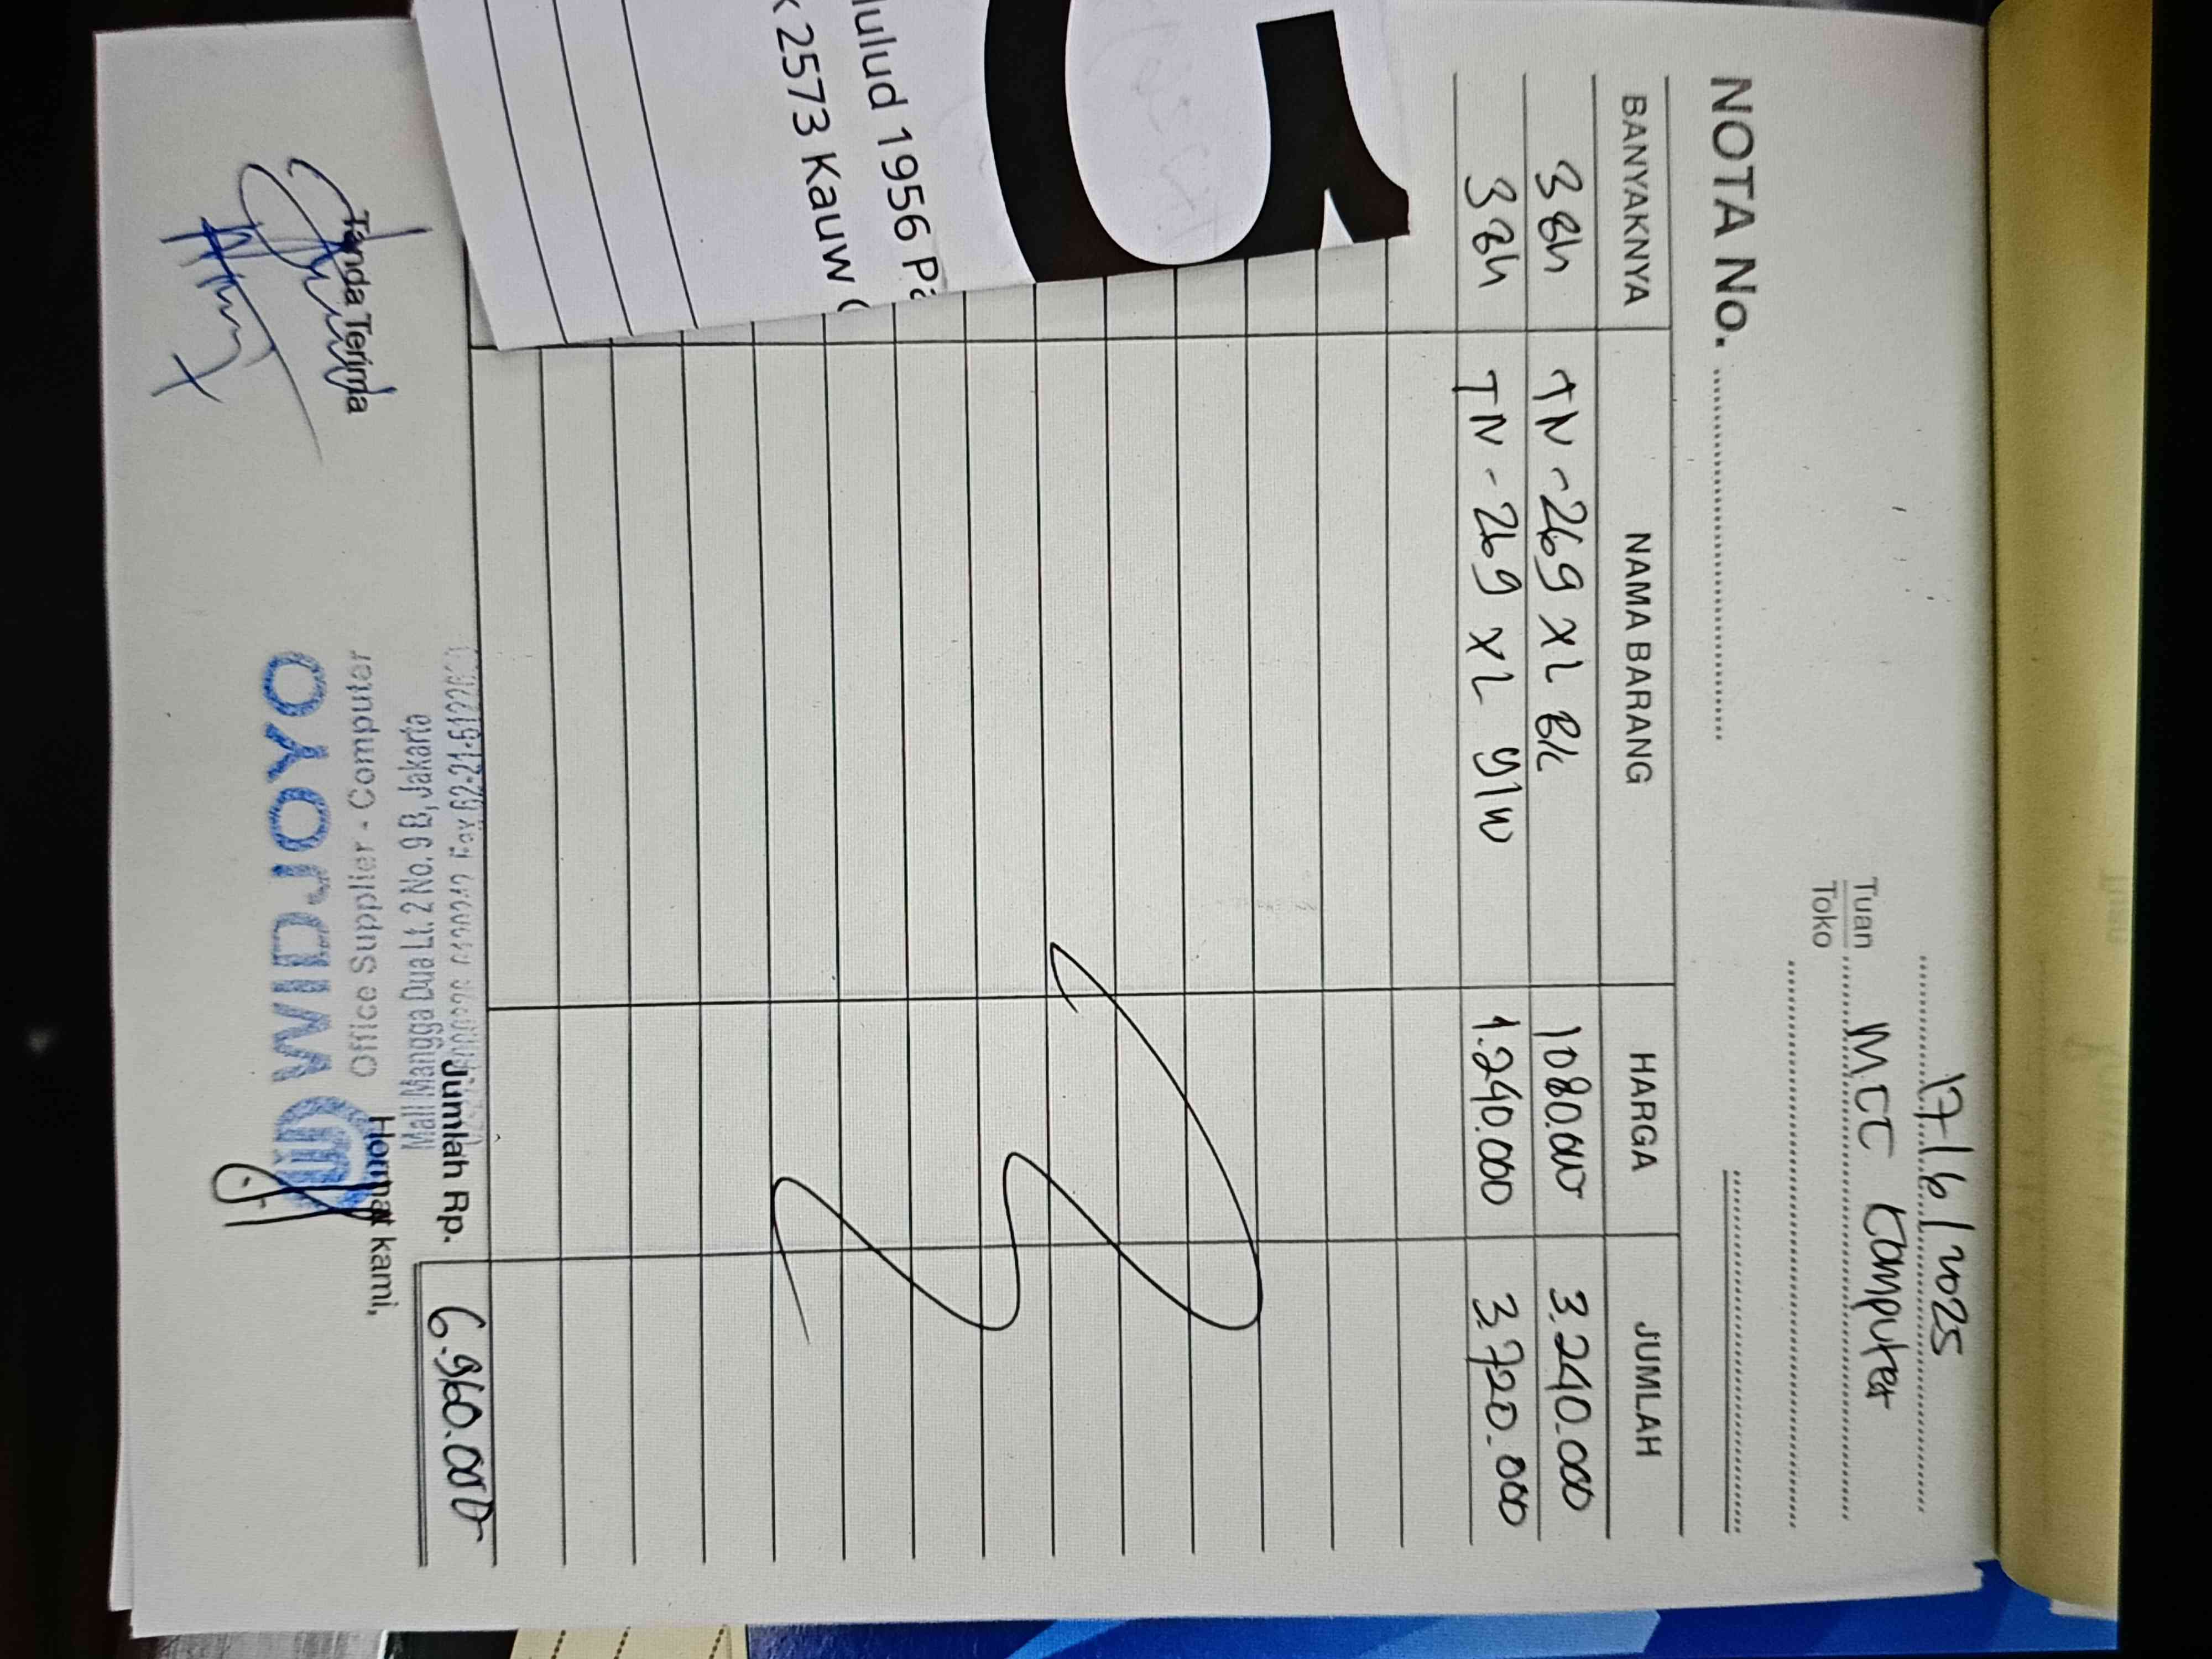 17/6/2025
Tuan MCC Computer
Toko
NOTA No.
BANYAKNYA NAMA BARANG HARGA JUMLAH
3 Bh TN-269 XL BK 1080.000 3.240.000
3 Bh TN-269 XL YlW 1.240.000 3.720.000
ulud 1956 Pa
2573 Kauw (
Jumlah Rp. 6.960.000
Tanda Terima
Hormat kami,
Mall Mangga Dua Lt. 2 No. 9 B, Jakarta
Office Supplier - Computer
WIDJOYO